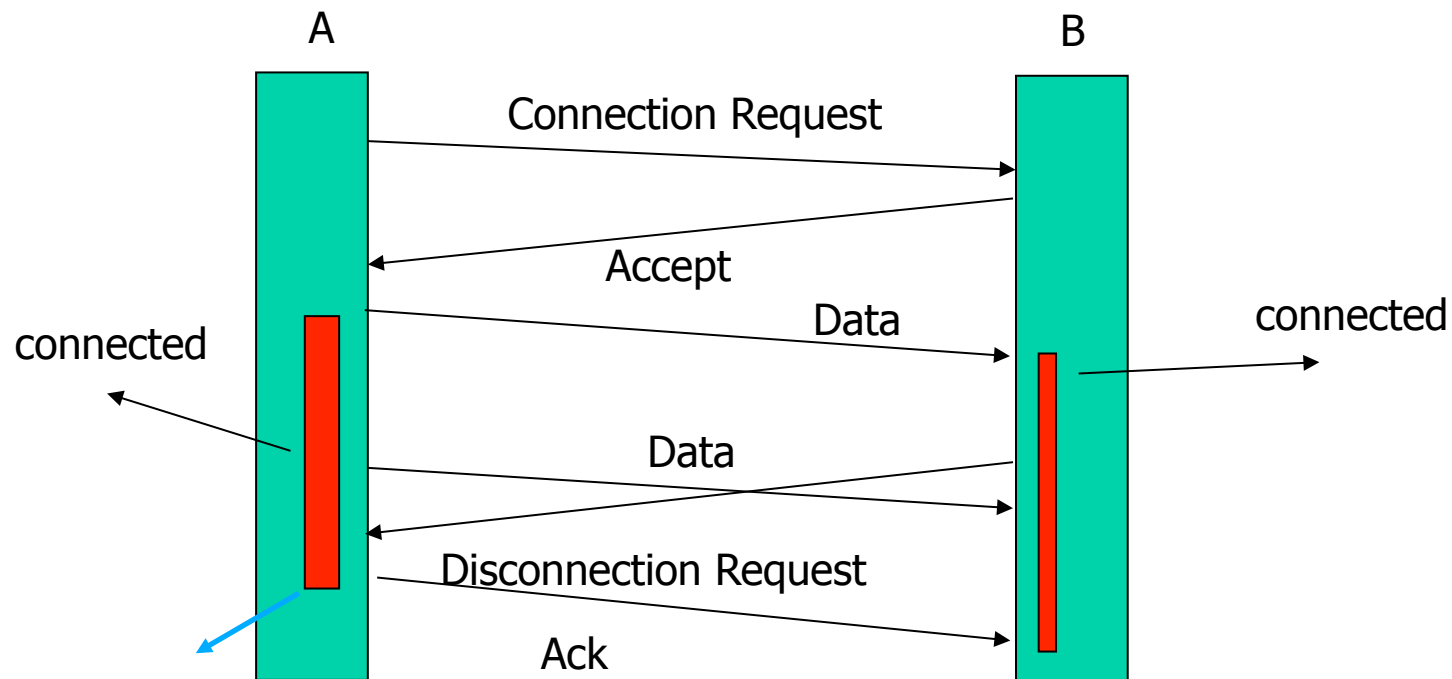 A
B
Connection Request
Accept
Data
connected
connected
Data
Disconnection Request
Ack